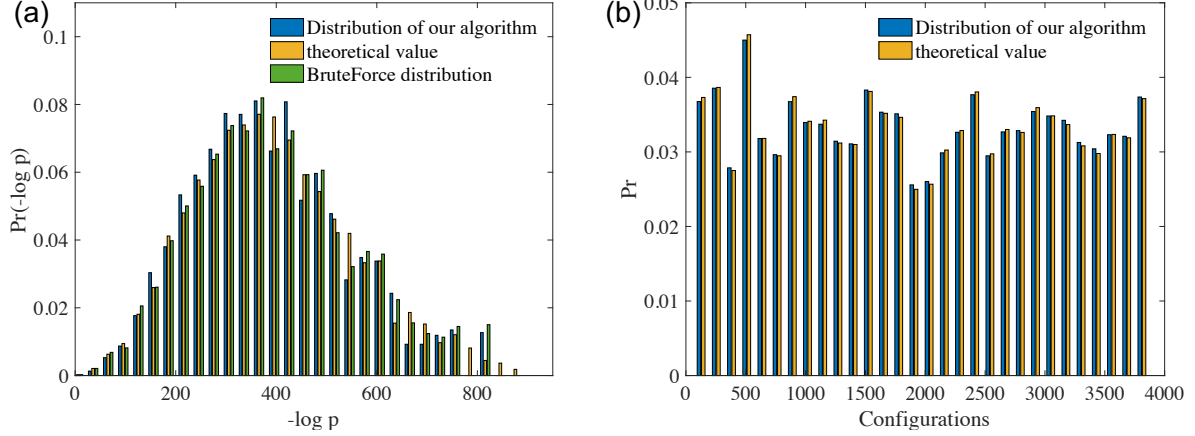 (a)
Distribution of our algorithm
theoretical value
BruteForce distribution
Pr(-log p)
0.1
0.08
0.06
0.04
0.02
0
0 200 400 600 800
-log p
(b)
Distribution of our algorithm
theoretical value
Pr
0.05
0.04
0.03
0.02
0.01
0.00
0 500 1000 1500 2000 2500 3000 3500 4000
Configurations